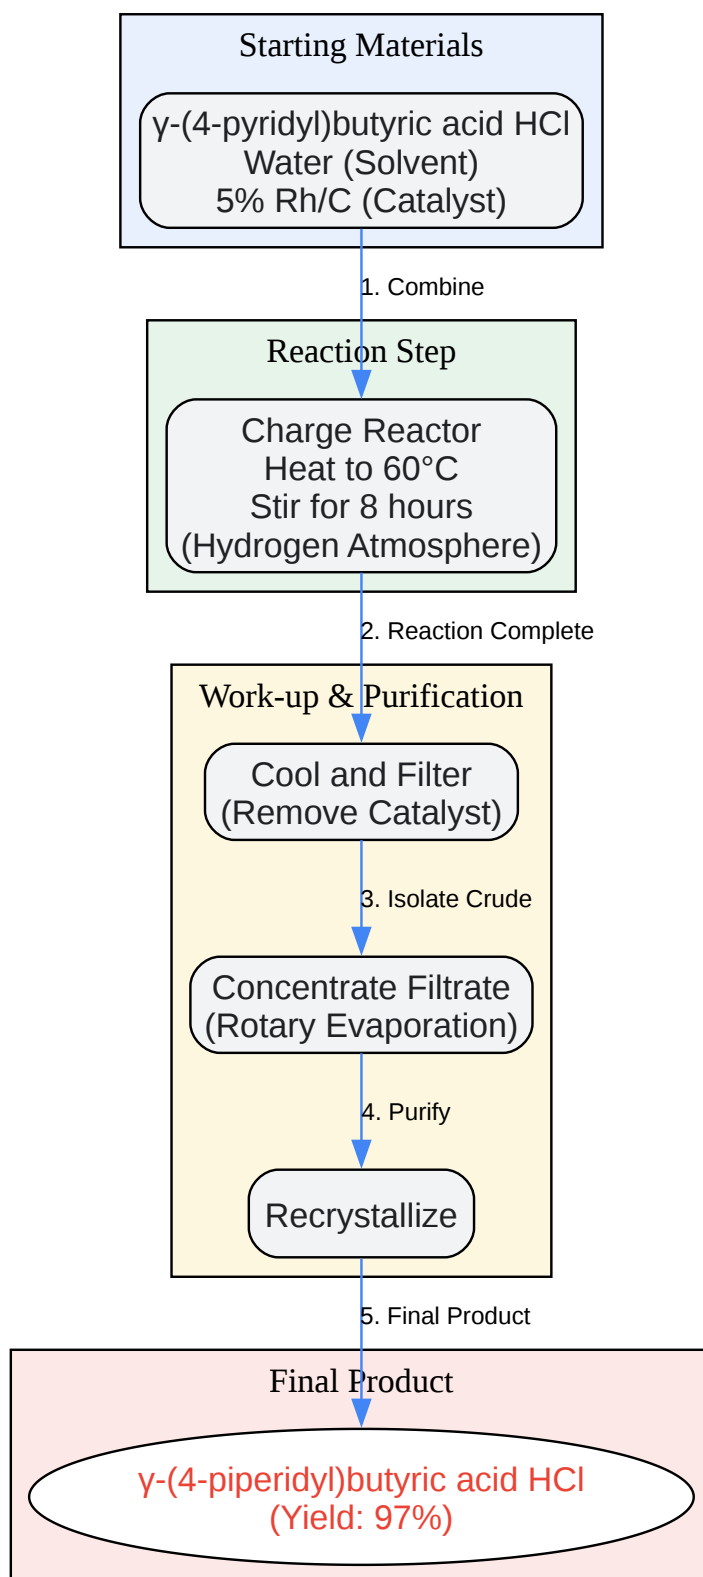 Starting Materials
γ-(4-pyridyl)butyric acid HCl
Water (Solvent)
5% Rh/C (Catalyst)
1. Combine
Reaction Step
Charge Reactor
Heat to 60°C
Stir for 8 hours
(Hydrogen Atmosphere)
2. Reaction Complete
Work-up & Purification
Cool and Filter
(Remove Catalyst)
3. Isolate Crude
Concentrate Filtrate
(Rotary Evaporation)
4. Purify
Recrystallize
5. Final Product
Final Product
γ-(4-piperidyl)butyric acid HCl
(Yield: 97%)